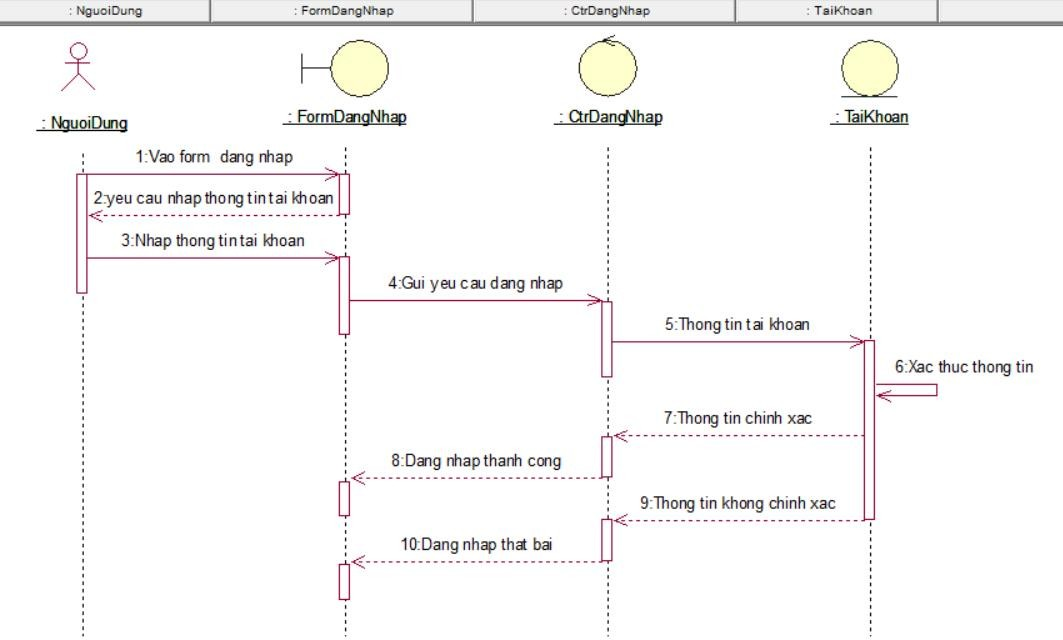 : NguoiDung
: FormDangNhap
: CtrDangNhap
: TaiKhoan
: NguoiDung
: FormDangNhap
: CtrDangNhap
: TaiKhoan
1:Vao form dang nhap
2:yeu cau nhap thong tin tai khoan
3:Nhap thong tin tai khoan
4:Gui yeu cau dang nhap
5:Thong tin tai khoan
6:Xac thuc thong tin
7:Thong tin chinh xac
8:Dang nhap thanh cong
9:Thong tin khong chinh xac
10:Dang nhap that bai